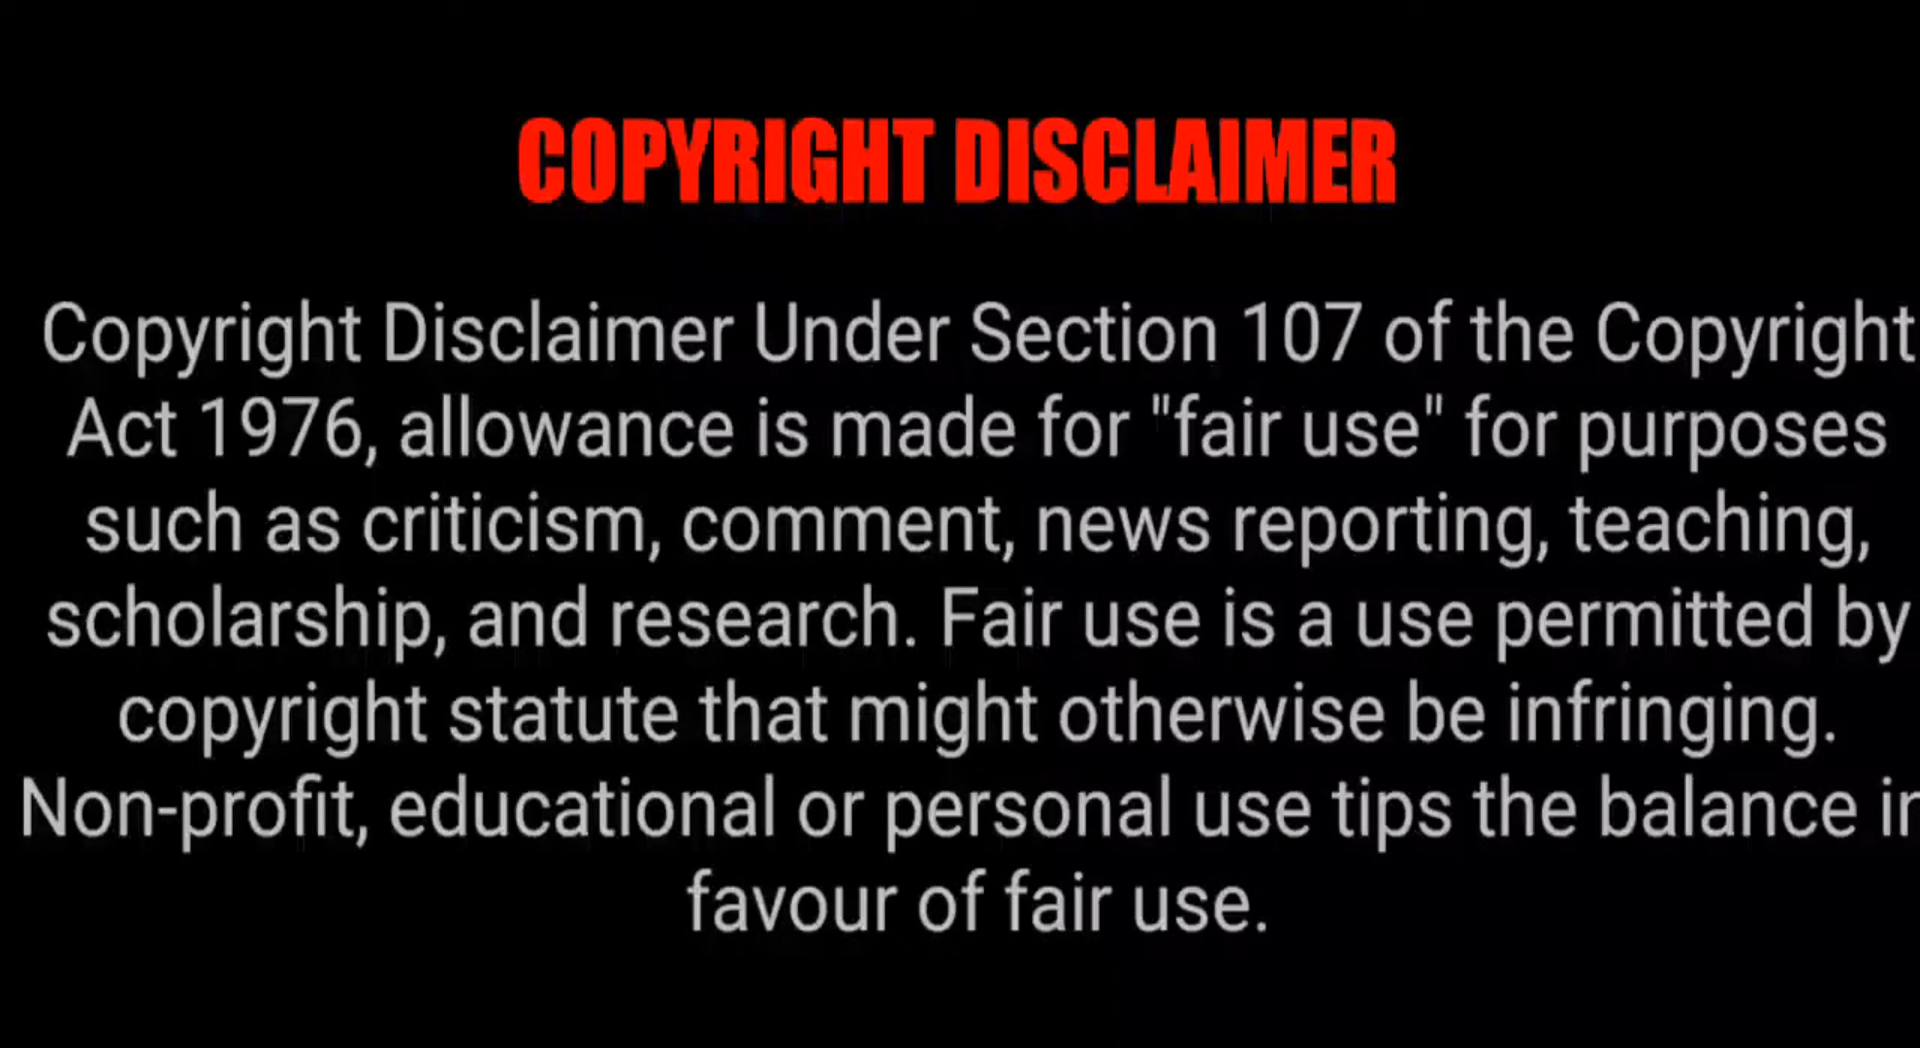 COPYRIGHT DISCLAIMER
Copyright Disclaimer Under Section 107 of the Copyright
Act 1976, allowance is made for "fair use" for purposes
such as criticism, comment, news reporting, teaching,
scholarship, and research. Fair use is a use permitted by
copyright statute that might otherwise be infringing.
Non-profit, educational or personal use tips the balance in
favour of fair use.